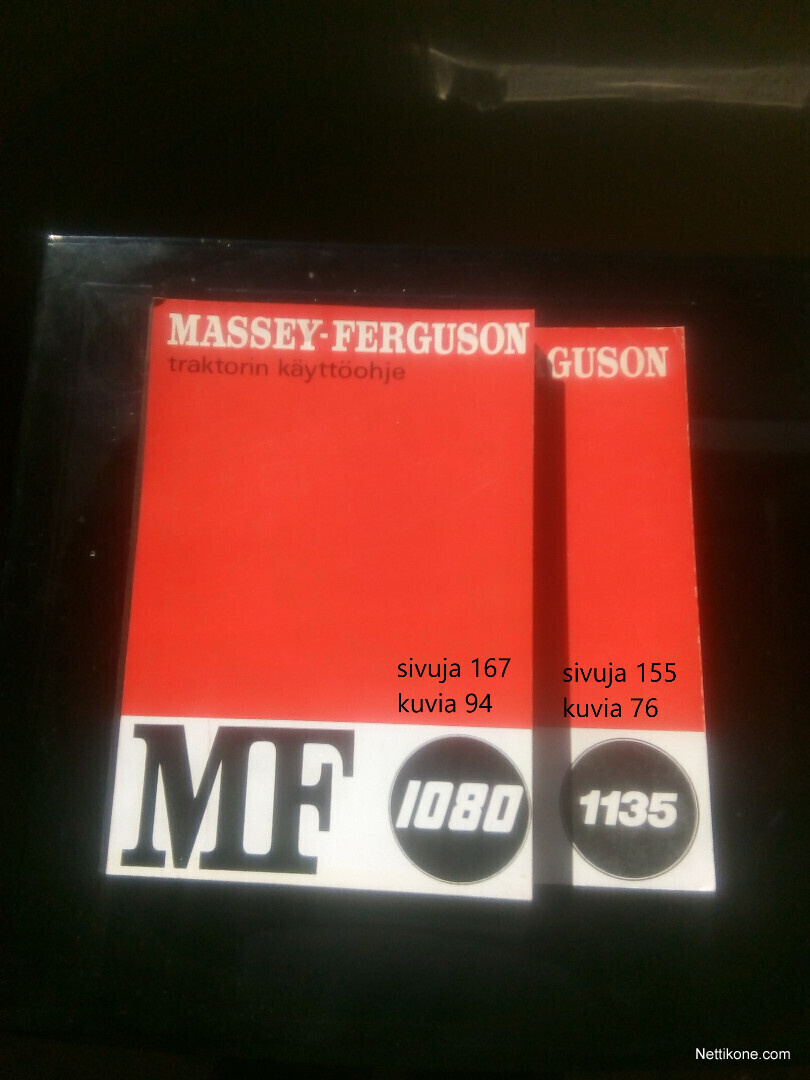 MASSEY-FERGUSON
traktorin käyttöohje
GUSON
sivuja 167
kuvia 94
sivuja 155
kuvia 76
MF
1080
1135
Nettikone.com